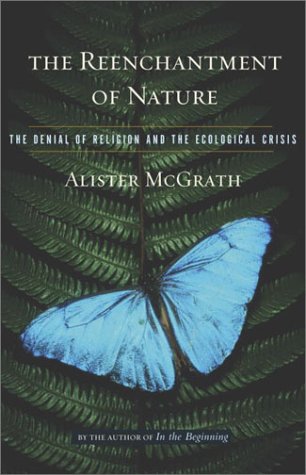 THE REENCHANTMENT
OF NATURE
THE DENIAL OF RELIGION AND THE ECOLOGICAL CRISIS
ALISTER MCGRATH
BY THE AUTHOR OF In the Beginning